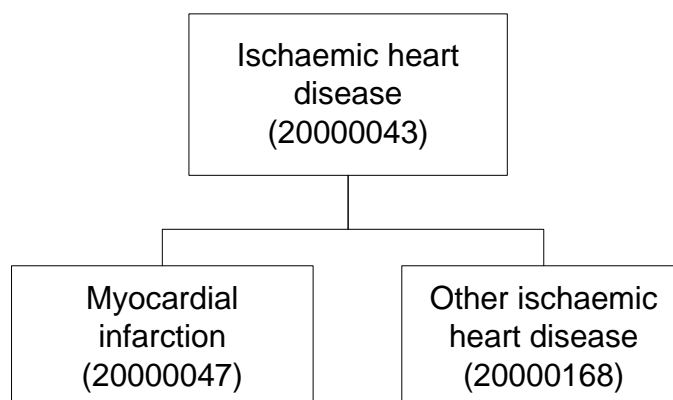 Ischaemic heart
disease
(20000043)
Myocardial
infarction
(20000047)
Other ischaemic
heart disease
(20000168)